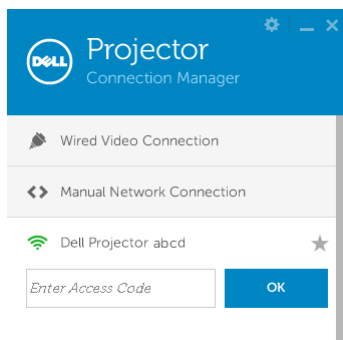 DELL
Projector
Connection Manager
Wired Video Connection
Manual Network Connection
Dell Projector abcd
Enter Access Code
OK